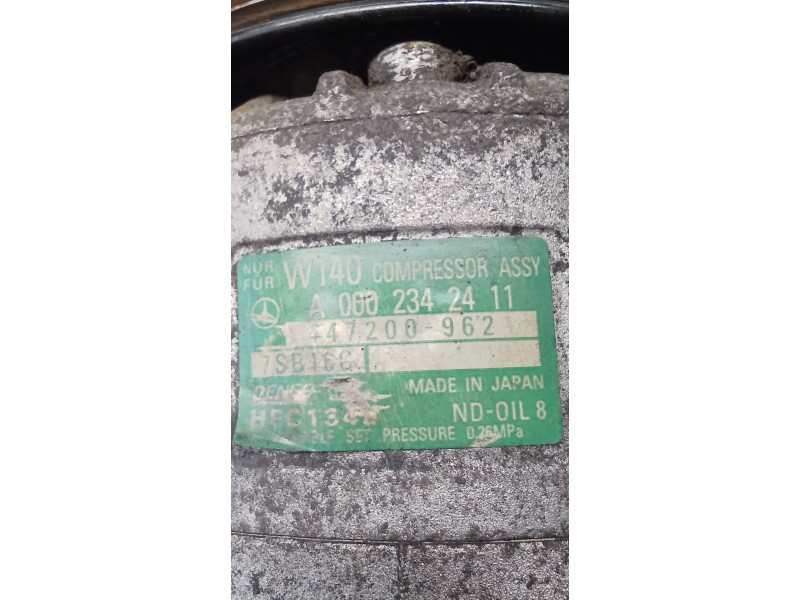 NUR FÜR W140 COMPRESSOR ASSY
A 000 234 24 11
447200-962
7SB16C
DENSO MADE IN JAPAN
HFC134a ND-OIL 8
SET PRESSURE 0.26MPa